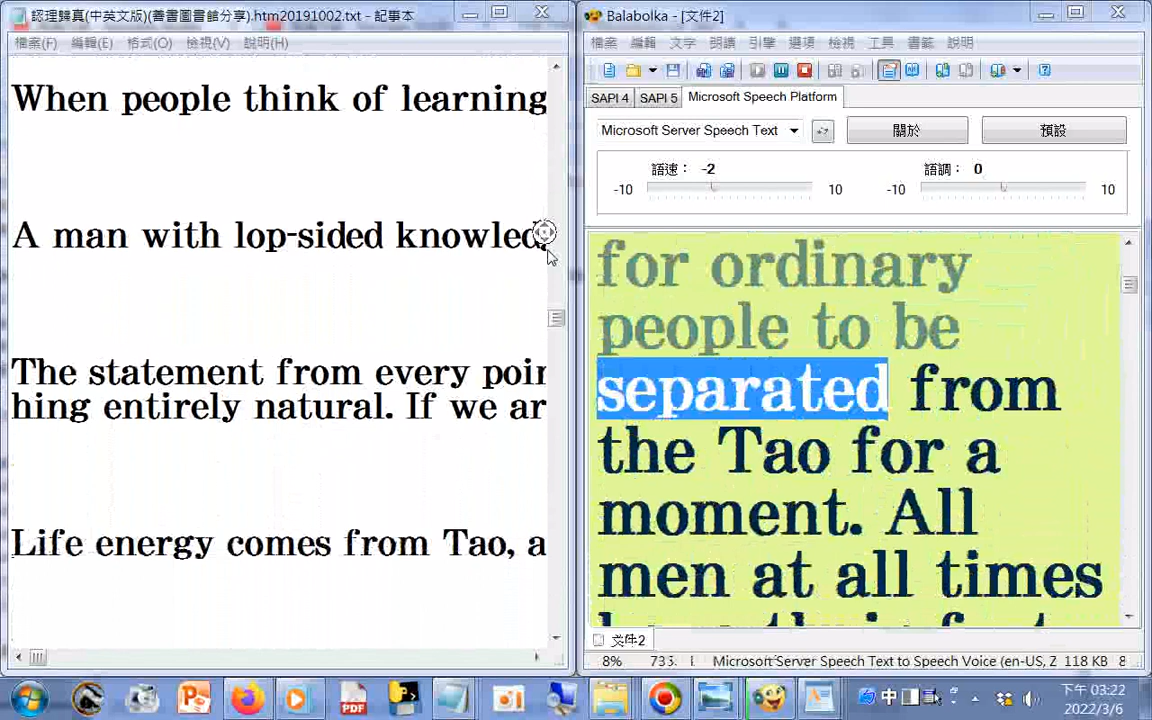 認理歸真(中英文版)(善書圖書館分享).htm20191002.txt - 記事本
檔案(F) 編輯(E) 格式(O) 檢視(V) 說明(H)
When people think of learning
A man with lop-sided knowled
The statement from every poin
hing entirely natural. If we ar
Life energy comes from Tao, a
Balabolka - [文件2]
檔案 編輯 文字 朗讀 引擎 選項 檢視 工具 書籤 說明
SAPI 4 SAPI 5 Microsoft Speech Platform
Microsoft Server Speech Text 關於 預設
語速： -2 語調： 0
-10 10 -10 10
for ordinary
people to be
separated from
the Tao for a
moment. All
men at all times
文件2
8% 733. Microsoft Server Speech Text to Speech Voice (en-US, Z 118 KB 8
PDF 中 下午 03:22
2022/3/6